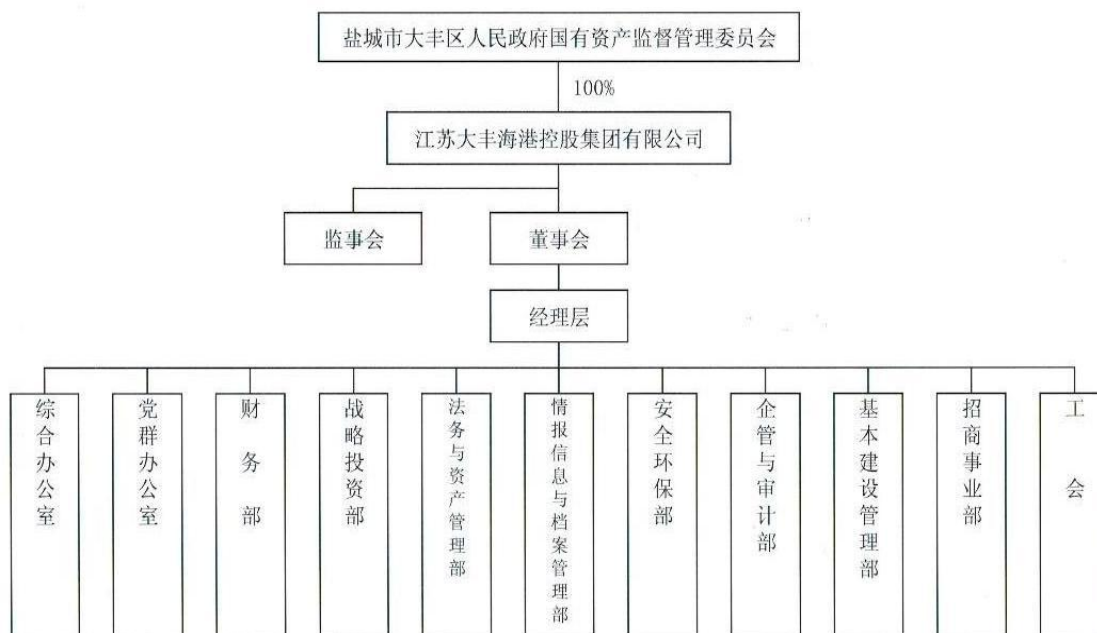 盐城市大丰区人民政府国有资产监督管理委员会
100%
江苏大丰海港控股集团有限公司
监事会
董事会
经理层
综合办公室
党群办公室
财务部
战略投资部
法务与资产管理部
情报信息与档案管理部
安全环保部
企管与审计部
基本建设管理部
招商事业部
工会